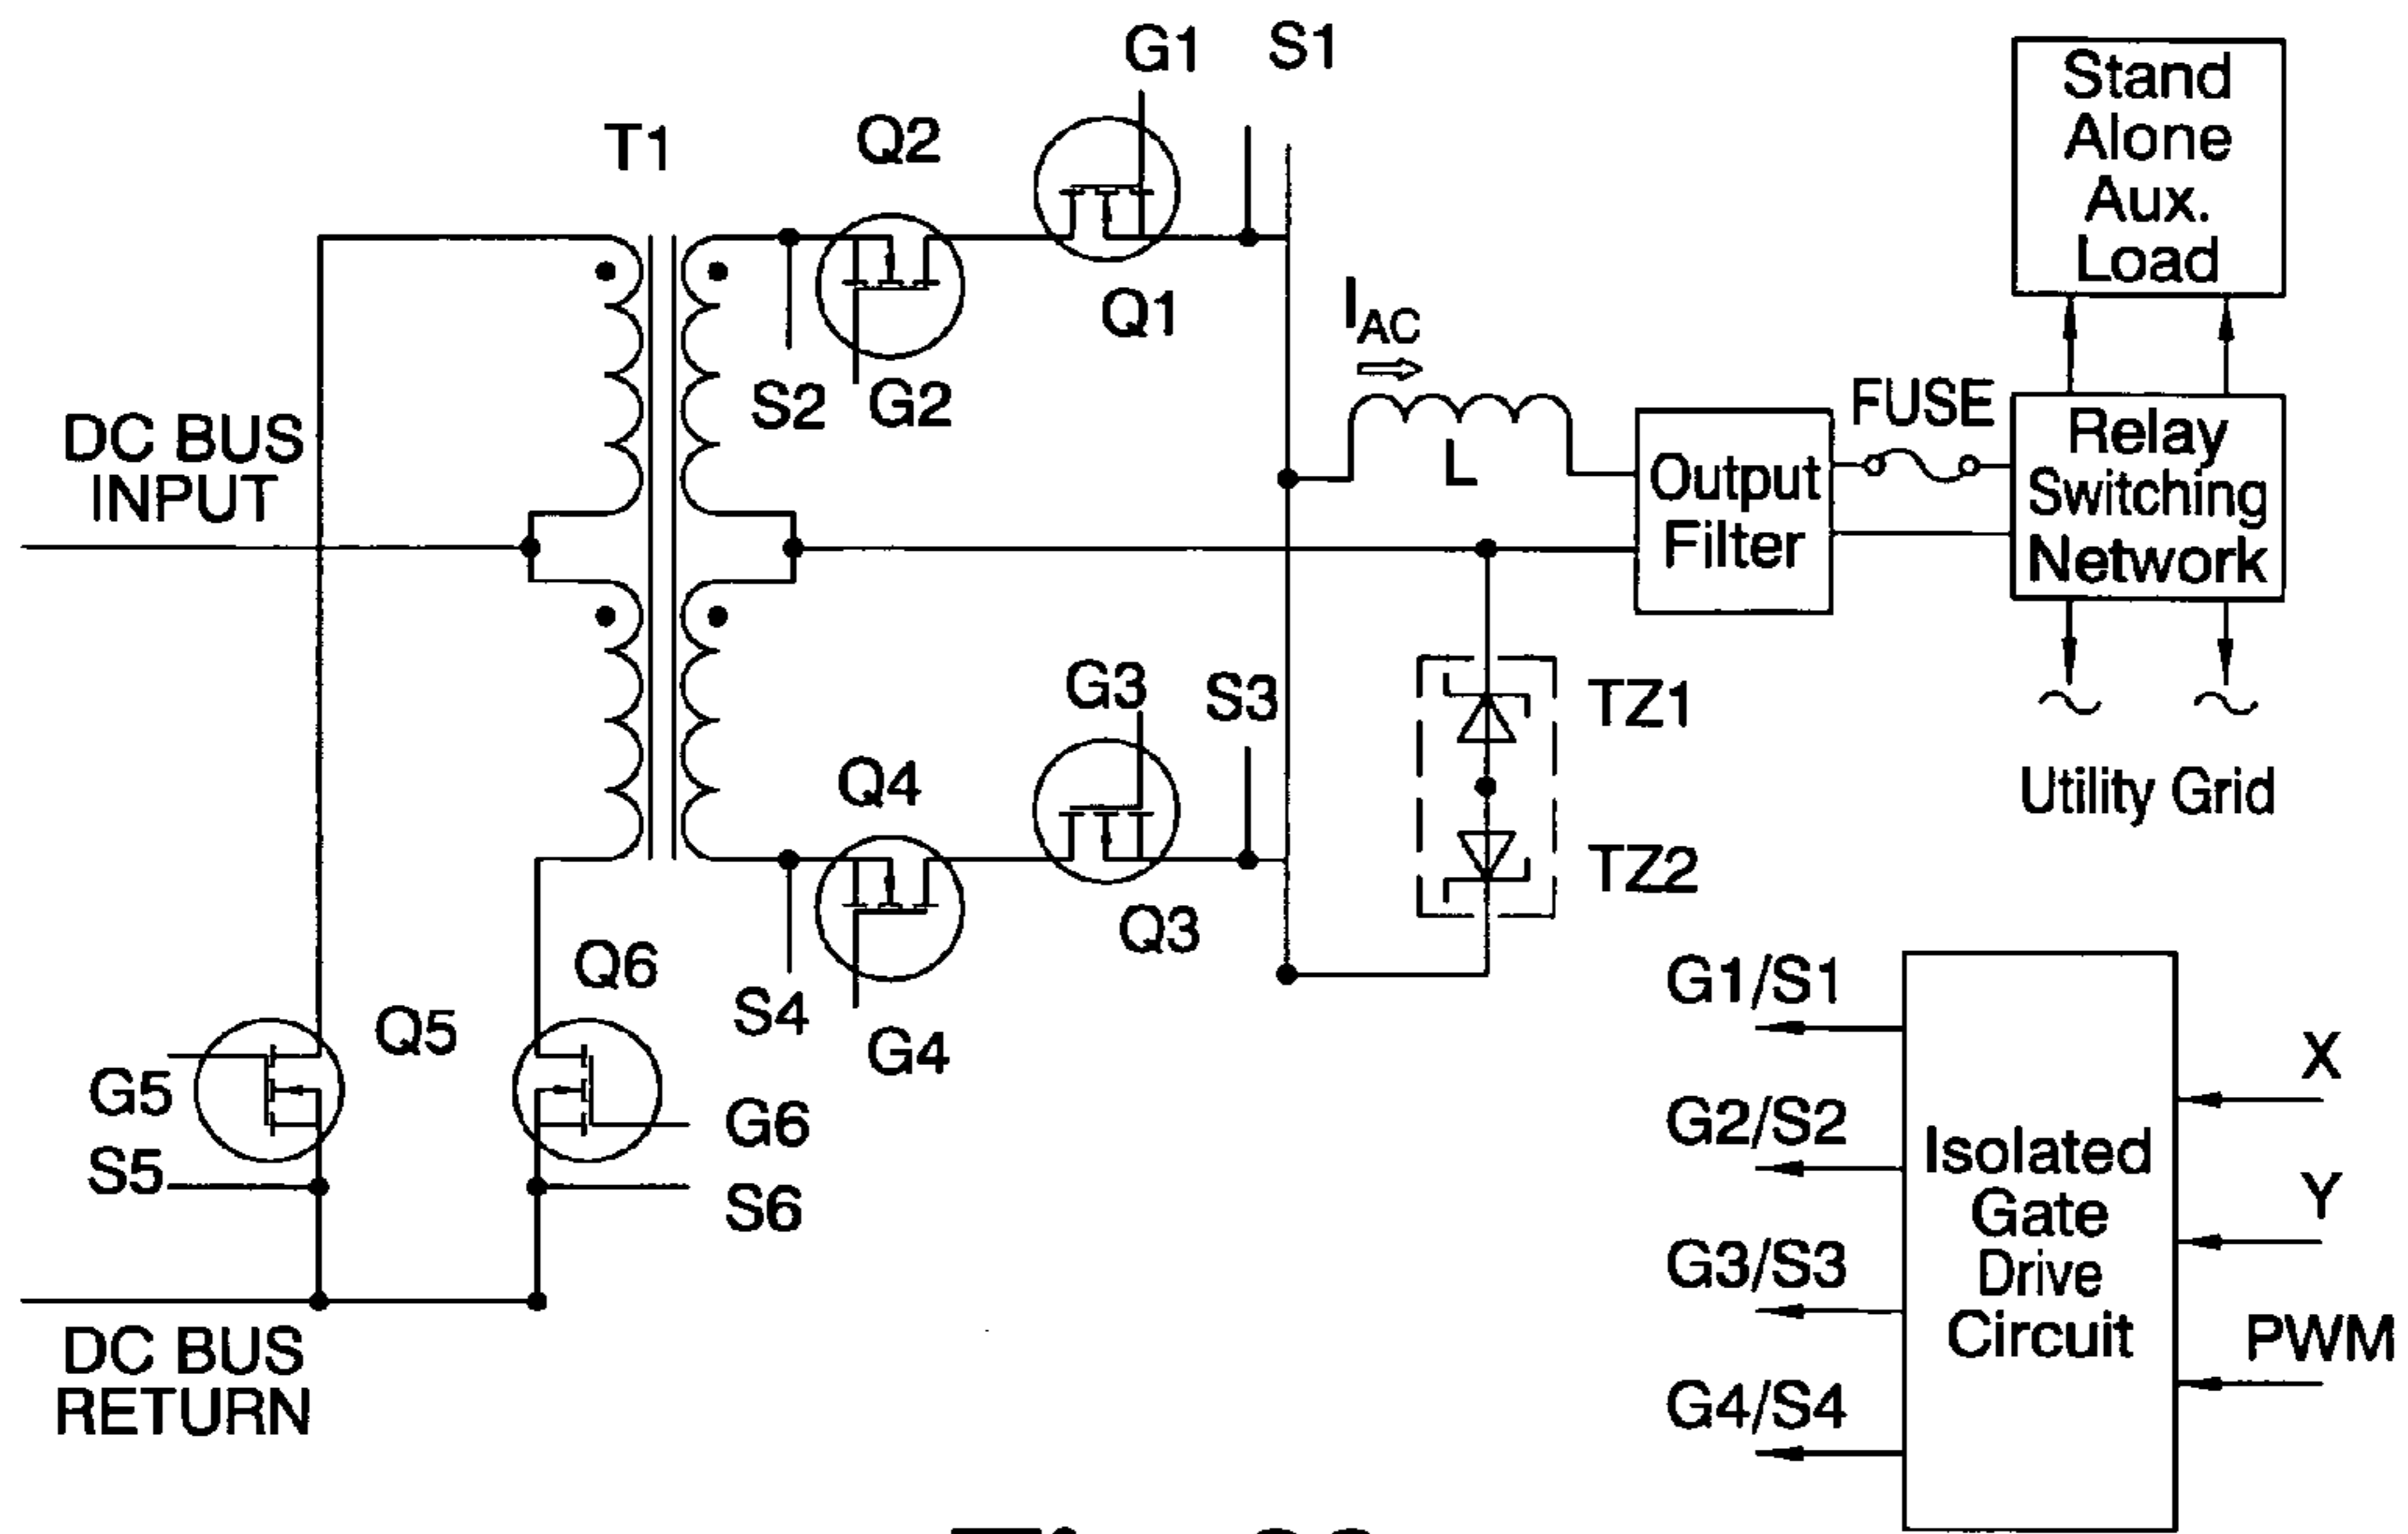 G1
S1
T1
Q2
Q1
S2
G2
I_AC
L
DC BUS
INPUT
Stand
Alone
Aux.
Load
FUSE
Output
Filter
Relay
Switching
Network
Utility Grid
G3
S3
Q4
Q3
S4
G4
TZ1
TZ2
Q5
Q6
G5
S5
G6
S6
DC BUS
RETURN
G1/S1
G2/S2
G3/S3
G4/S4
Isolated
Gate
Drive
Circuit
X
Y
PWM